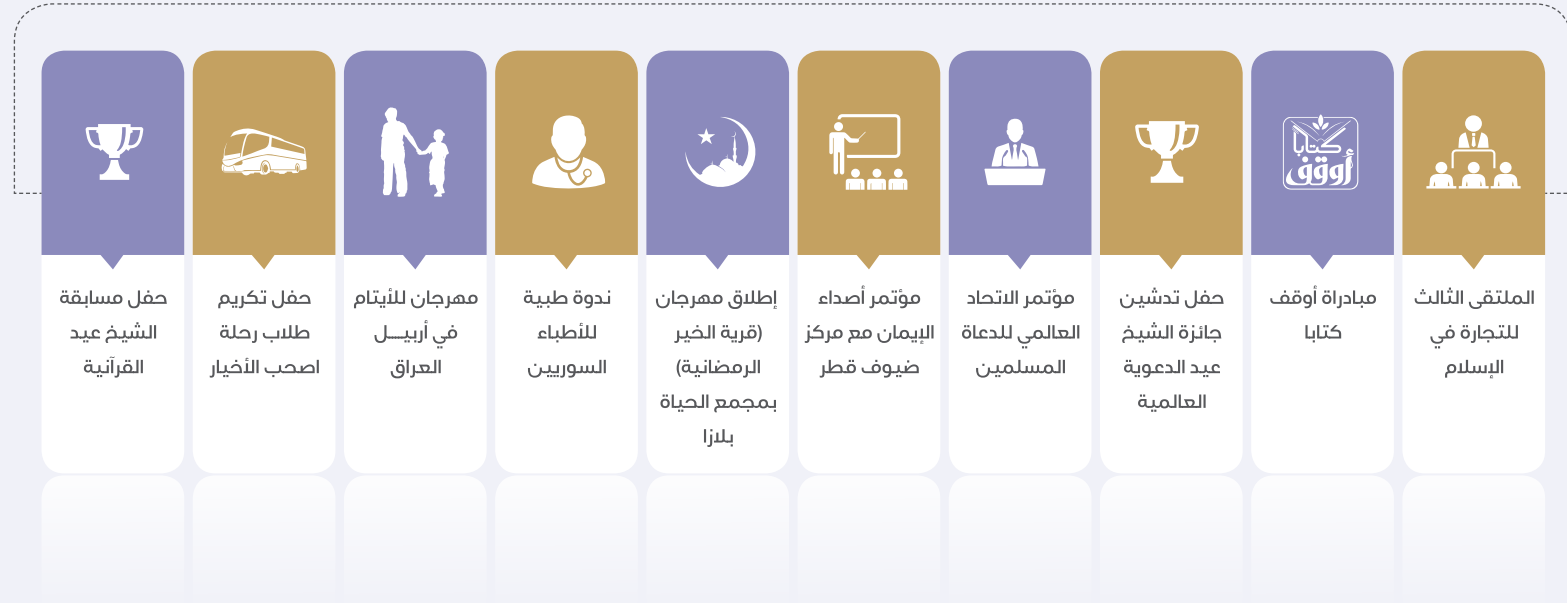 الملتقى الثالث
للتجارة في
الإسلام
كتابا
أوقف
مبادراة أوقف
كتابا
حفل تدشين
جائزة الشيخ
عيد الدعوية
العالمية
مؤتمر الاتحاد
العالمي للدعاة
المسلمين
مؤتمر أصداء
الإيمان مع مركز
ضيوف قطر
إطلاق مهرجان
(قرية الخير
الرمضانية)
بمجمع الحياة
بلازا
ندوة طبية
للأطباء
السوريين
مهرجان للأيتام
في أربيــــل
العراق
حفل تكريم
طلاب رحلة
اصحب الأخيار
حفل مسابقة
الشيخ عيد
القرآنية